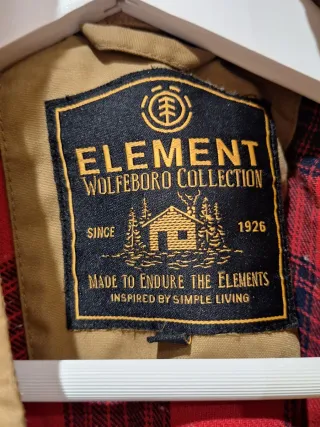 ELEMENT
WOLFEBORO COLLECTION
SINCE 1926
MADE TO ENDURE THE ELEMENTS
INSPIRED BY SIMPLE LIVING